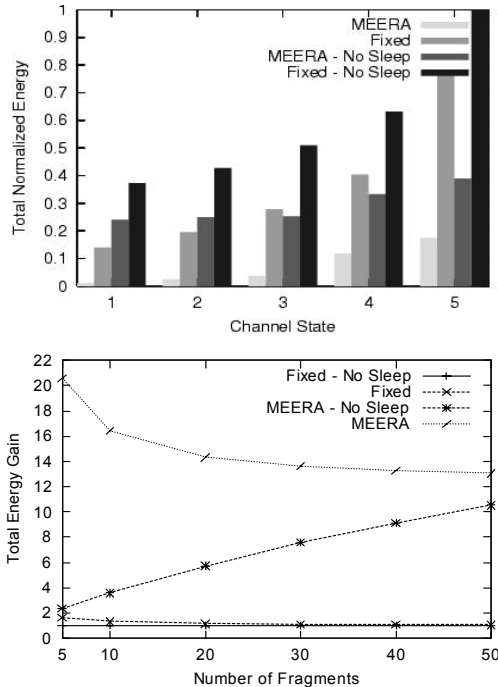 1
MEERA
Fixed
0.9
MEERA - No Sleep
0.8
Fixed - No Sleep
0.7
0.6
0.5
0.4
0.3
0.2
0.1
0
Total Normalized Energy
1 2 3 4 5
Channel State
22
Fixed - No Sleep
20
Fixed
18
MEERA - No Sleep
16
MEERA
14
12
10
8
6
4
2
0
Total Energy Gain
5 10 20 30 40 50
Number of Fragments